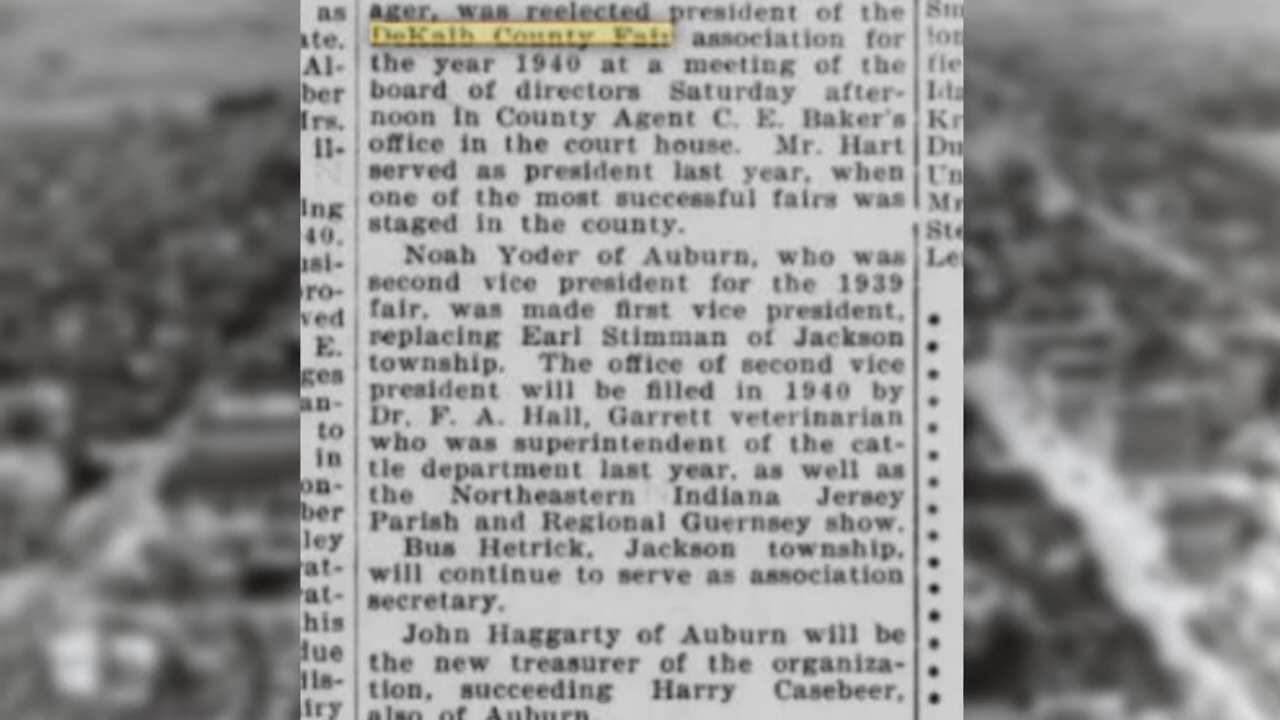 ager, was reelected president of the
DeKalb County Fair association for
the year 1940 at a meeting of the
board of directors Saturday after-
noon in County Agent C. E. Baker's
office in the court house. Mr. Hart
served as president last year, when
one of the most successful fairs was
staged in the county.
Noah Yoder of Auburn, who was
second vice president for the 1939
fair, was made first vice president,
replacing Earl Stimman of Jackson
township. The office of second vice
president will be filled in 1940 by
Dr. F. A. Hall, Garrett veterinarian
who was superintendent of the cat-
tle department last year, as well as
the Northeastern Indiana Jersey
Parish and Regional Guernsey show.
Bus Hetrick, Jackson township,
will continue to serve as association
secretary.
John Haggarty of Auburn will be
the new treasurer of the organiza-
tion, succeeding Harry Casebeer,
also of Auburn.